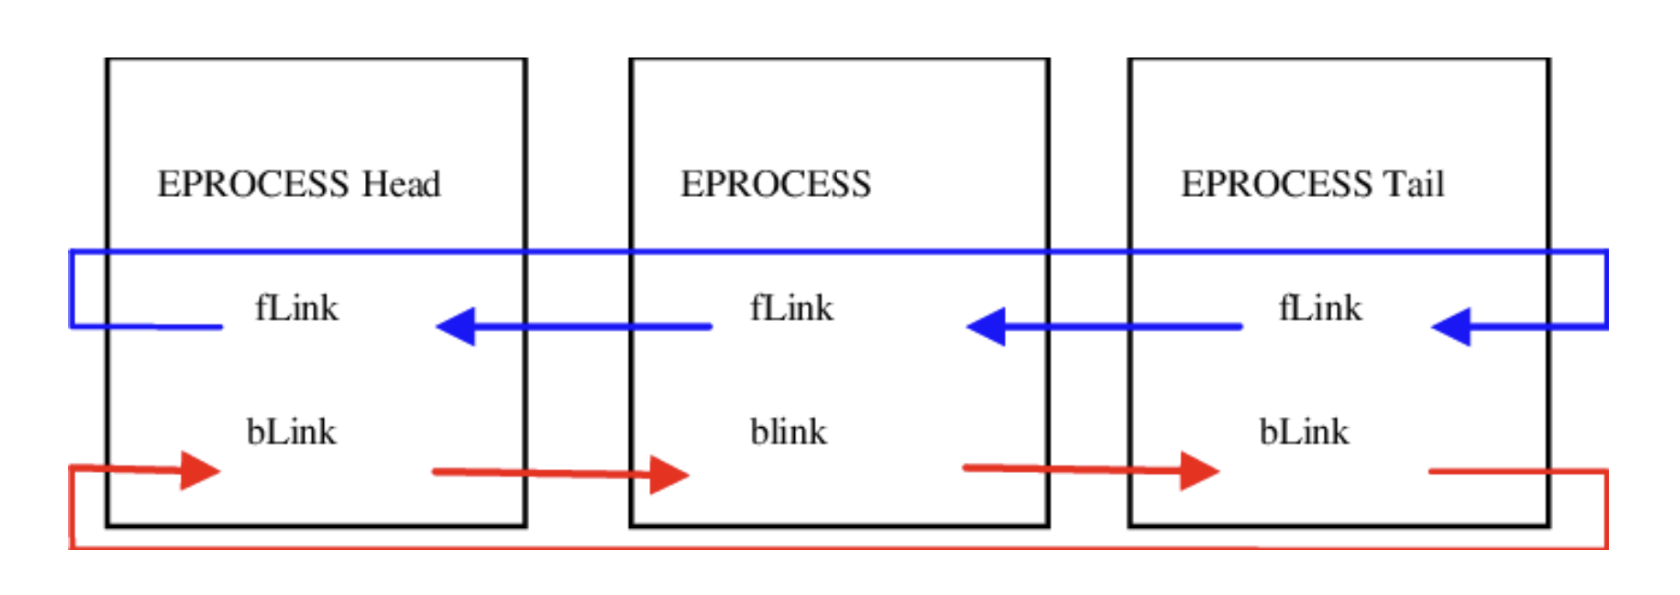 EPROCESS Head
EPROCESS
EPROCESS Tail
fLink
fLink
fLink
bLink
blink
bLink